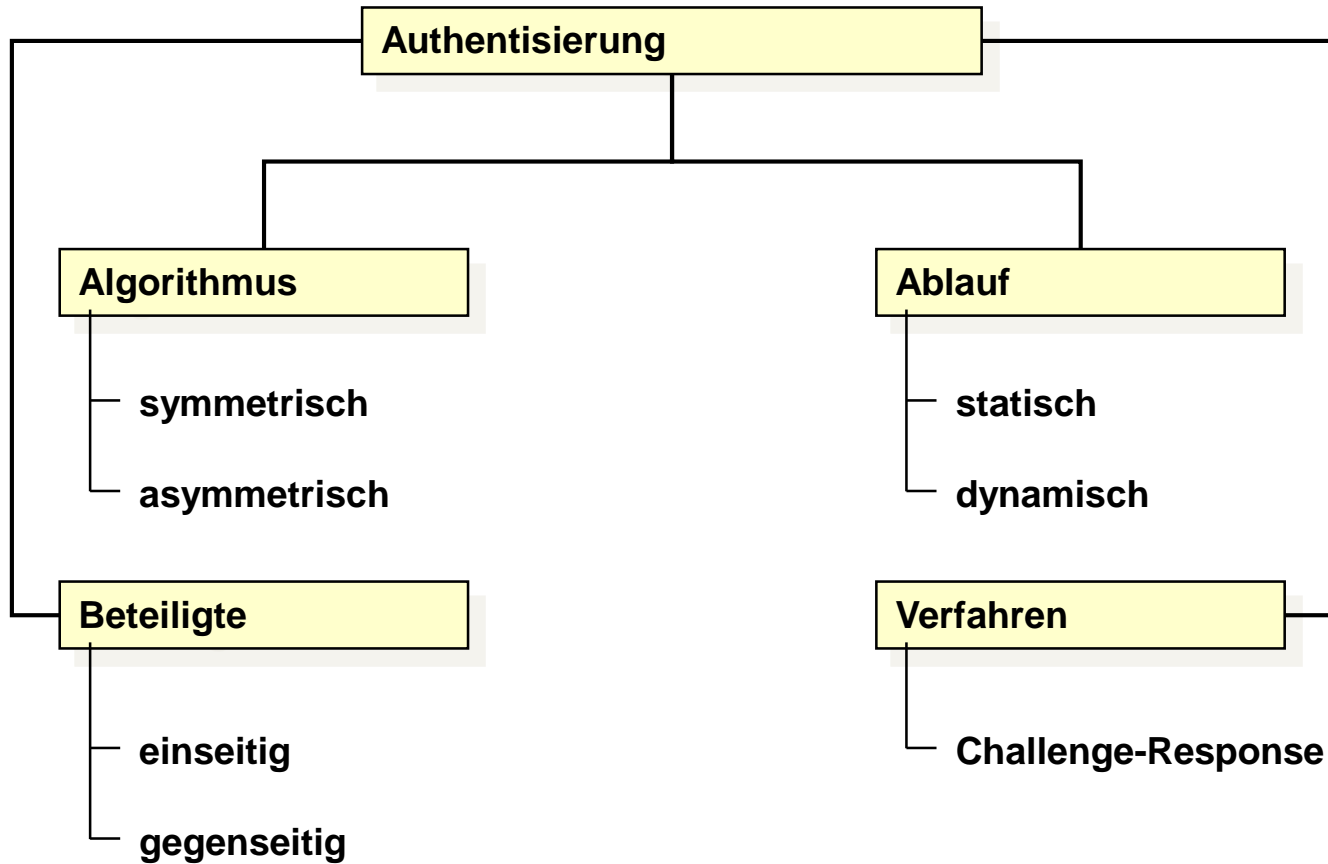 Authentisierung
Algorithmus
symmetrisch
asymmetrisch
Ablauf
statisch
dynamisch
Beteiligte
einseitig
gegenseitig
Verfahren
Challenge-Response